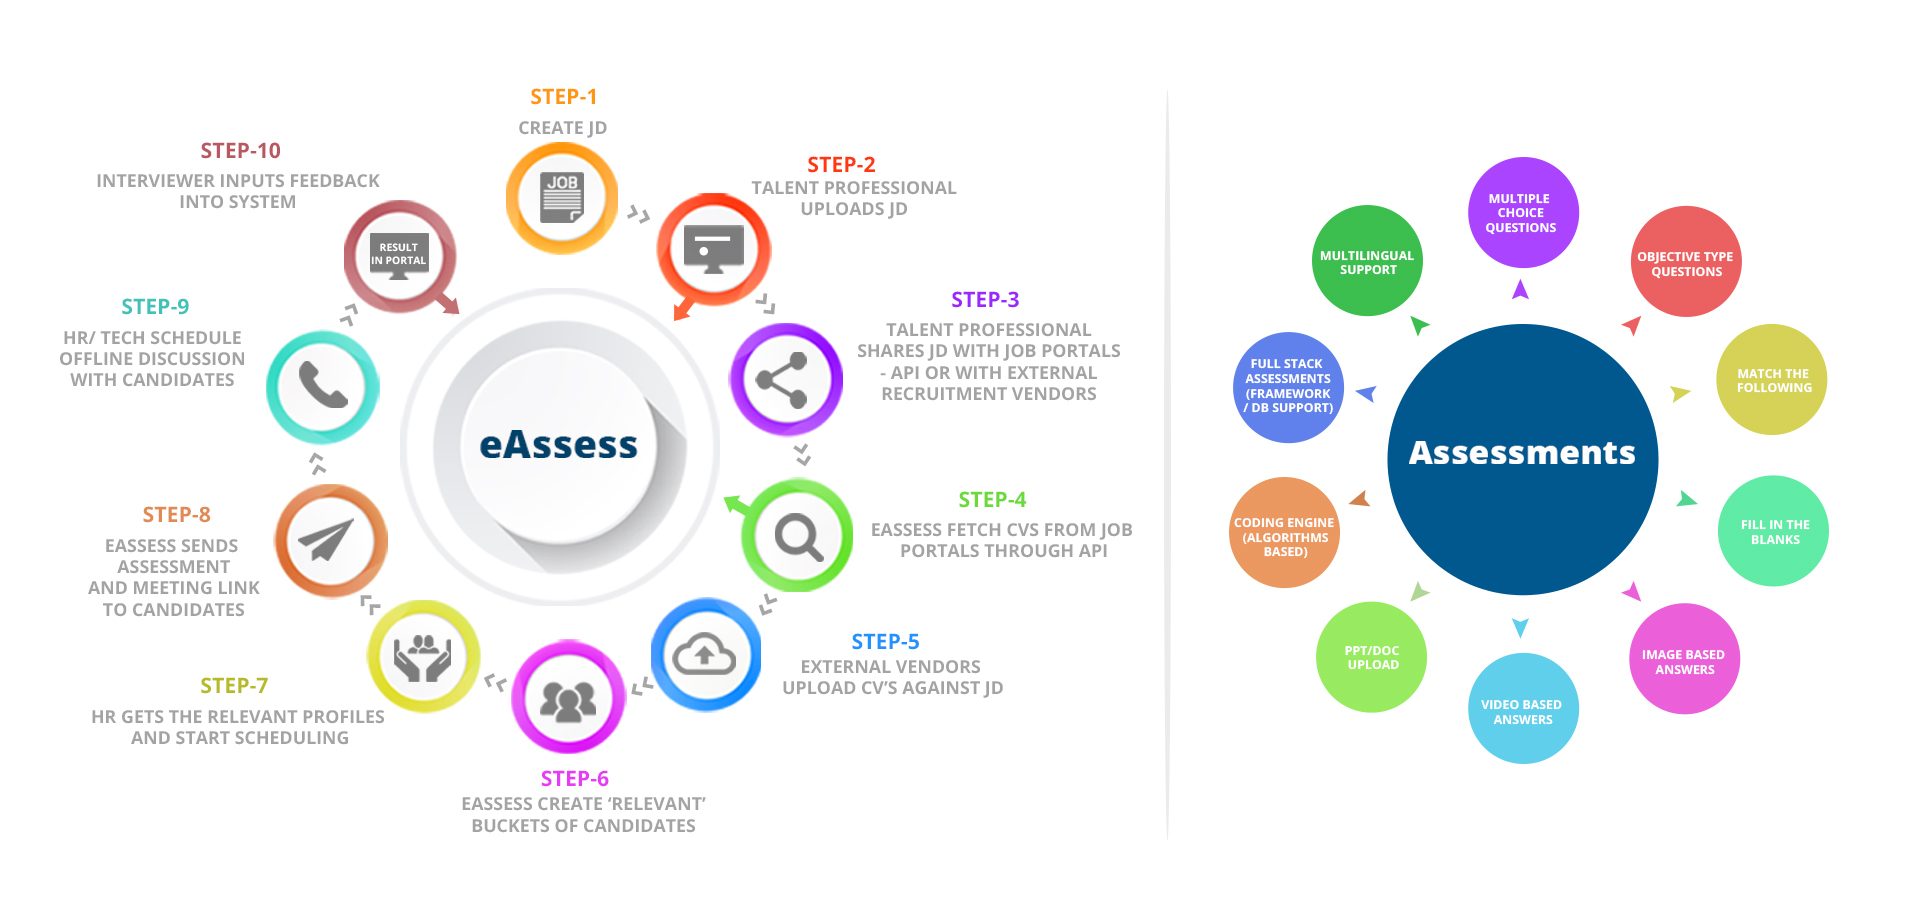 STEP-1
CREATE JD
JOB
STEP-2
TALENT PROFESSIONAL
UPLOADS JD
STEP-3
TALENT PROFESSIONAL
SHARES JD WITH JOB PORTALS
- API OR WITH EXTERNAL
RECRUITMENT VENDORS
STEP-4
EASSESS FETCH CVS FROM JOB
PORTALS THROUGH API
STEP-5
EXTERNAL VENDORS
UPLOAD CV'S AGAINST JD
STEP-6
EASSESS CREATE ‘RELEVANT’
BUCKETS OF CANDIDATES
STEP-7
HR GETS THE RELEVANT PROFILES
AND START SCHEDULING
STEP-8
EASSESS SENDS
ASSESSMENT
AND MEETING LINK
TO CANDIDATES
STEP-9
HR/ TECH SCHEDULE
OFFLINE DISCUSSION
WITH CANDIDATES
STEP-10
INTERVIEWER INPUTS FEEDBACK
INTO SYSTEM
RESULT
IN PORTAL
eAssess
MULTIPLE
CHOICE
QUESTIONS
OBJECTIVE TYPE
QUESTIONS
MATCH THE
FOLLOWING
FILL IN THE
BLANKS
IMAGE BASED
ANSWERS
VIDEO BASED
ANSWERS
PPT/DOC
UPLOAD
CODING ENGINE
(ALGORITHMS
BASED)
FULL STACK
ASSESSMENTS
(FRAMEWORK
/ DB SUPPORT)
MULTILINGUAL
SUPPORT
Assessments